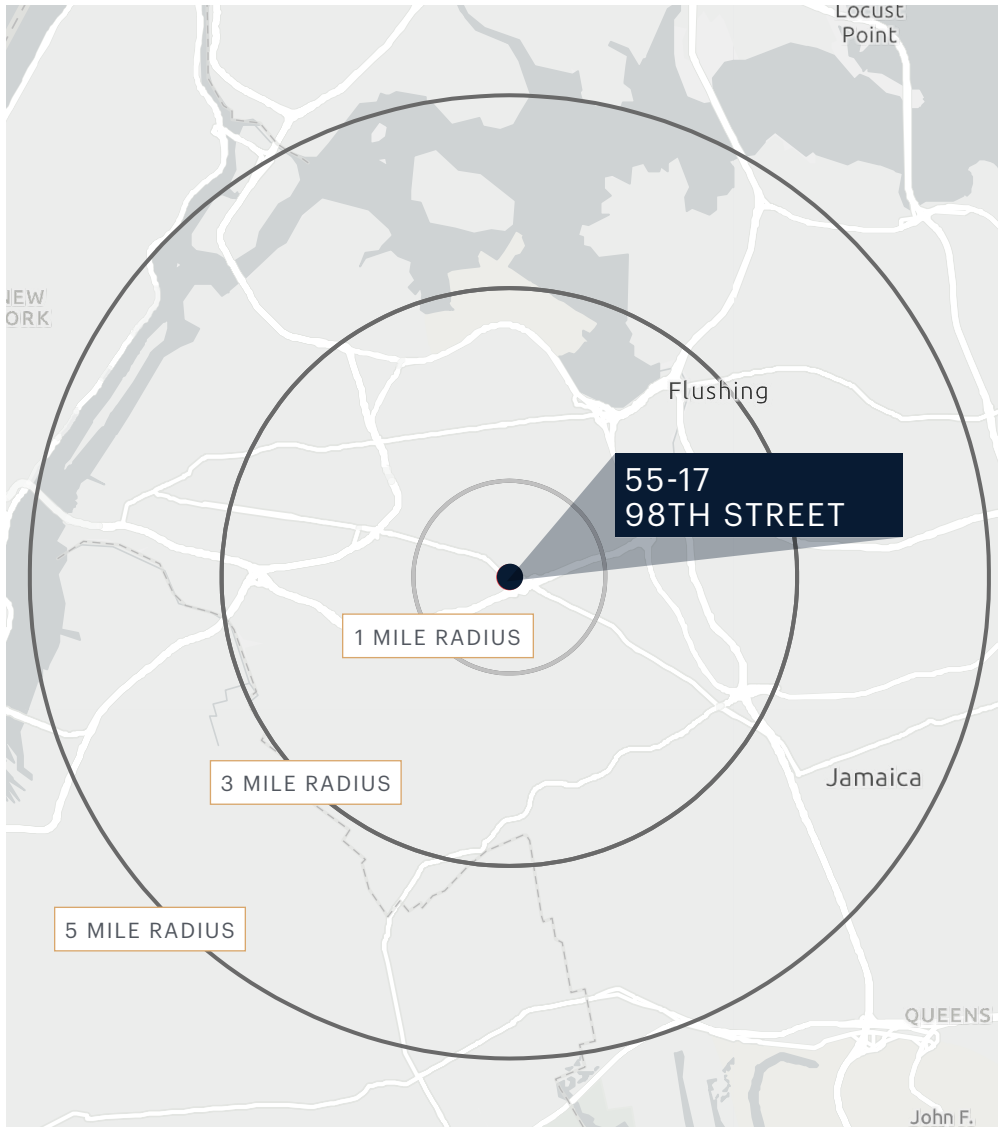 Locust
Point
NEW
ORK
Flushing
55-17
98TH STREET
1 MILE RADIUS
3 MILE RADIUS
Jamaica
5 MILE RADIUS
QUEENS
John F.